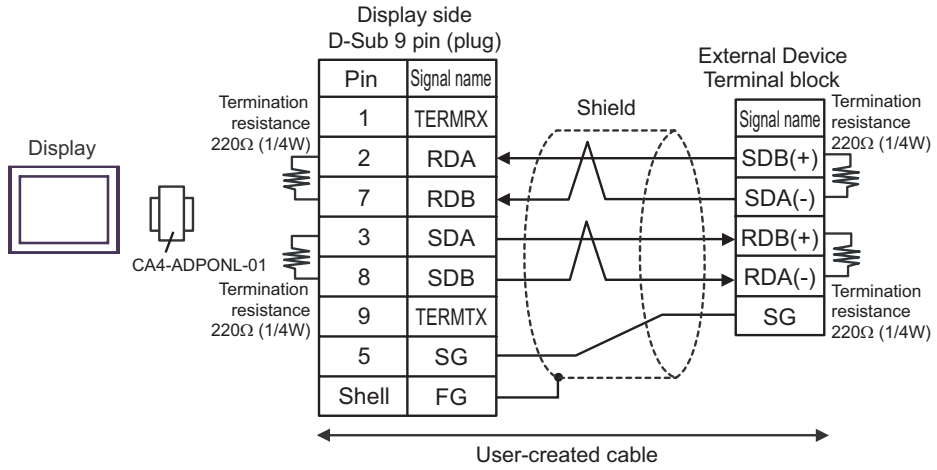 Display side
D-Sub 9 pin (plug)
External Device
Terminal block
Pin
Signal name
Termination
resistance
220Ω (1/4W)
1
TERMRX
Shield
Signal name
Termination
resistance
220Ω (1/4W)
Display
2
RDA
SDB(+)
7
RDB
SDA(-)
3
SDA
RDB(+)
CA4-ADPONL-01
8
SDB
RDA(-)
Termination
resistance
220Ω (1/4W)
9
TERMTX
SG
Termination
resistance
220Ω (1/4W)
5
SG
Shell
FG
User-created cable